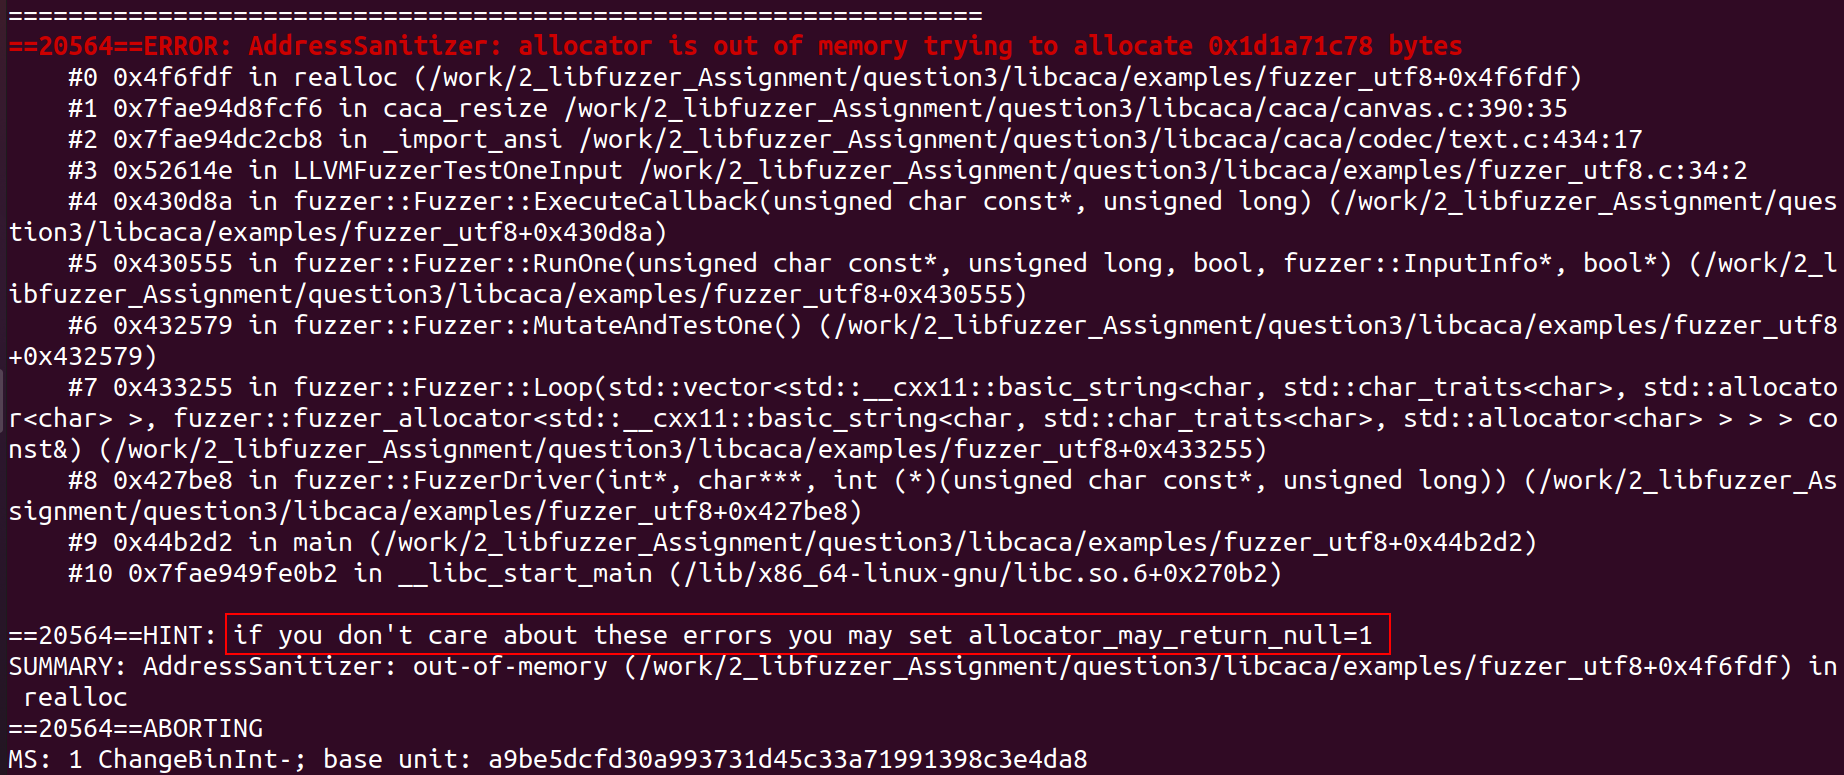 =================================================================
==20564==ERROR: AddressSanitizer: allocator is out of memory trying to allocate 0x1d1a71c78 bytes
    #0 0x4f6fdf in realloc (/work/2_libfuzzer_Assignment/question3/libcaca/examples/fuzzer_utf8+0x4f6fdf)
    #1 0x7fae94d8fcf6 in caca_resize /work/2_libfuzzer_Assignment/question3/libcaca/caca/canvas.c:390:35
    #2 0x7fae94dc2cb8 in _import_ansi /work/2_libfuzzer_Assignment/question3/libcaca/caca/codec/text.c:434:17
    #3 0x52614e in LLVMFuzzerTestOneInput /work/2_libfuzzer_Assignment/question3/libcaca/examples/fuzzer_utf8.c:34:2
    #4 0x430d8a in fuzzer::Fuzzer::ExecuteCallback(unsigned char const*, unsigned long) (/work/2_libfuzzer_Assignment/ques
tion3/libcaca/examples/fuzzer_utf8+0x430d8a)
    #5 0x430555 in fuzzer::Fuzzer::RunOne(unsigned char const*, unsigned long, bool, fuzzer::InputInfo*, bool*) (/work/2_l
ibfuzzer_Assignment/question3/libcaca/examples/fuzzer_utf8+0x430555)
    #6 0x432579 in fuzzer::Fuzzer::MutateAndTestOne() (/work/2_libfuzzer_Assignment/question3/libcaca/examples/fuzzer_utf8
+0x432579)
    #7 0x433255 in fuzzer::Fuzzer::Loop(std::vector<std::__cxx11::basic_string<char, std::char_traits<char>, std::allocato
r<char> >, fuzzer::fuzzer_allocator<std::__cxx11::basic_string<char, std::char_traits<char>, std::allocator<char> > > > co
nst&) (/work/2_libfuzzer_Assignment/question3/libcaca/examples/fuzzer_utf8+0x433255)
    #8 0x427be8 in fuzzer::FuzzerDriver(int*, char***, int (*)(unsigned char const*, unsigned long)) (/work/2_libfuzzer_As
signment/question3/libcaca/examples/fuzzer_utf8+0x427be8)
    #9 0x44b2d2 in main (/work/2_libfuzzer_Assignment/question3/libcaca/examples/fuzzer_utf8+0x44b2d2)
    #10 0x7fae949fe0b2 in __libc_start_main (/lib/x86_64-linux-gnu/libc.so.6+0x270b2)

==20564==HINT: if you don't care about these errors you may set allocator_may_return_null=1
SUMMARY: AddressSanitizer: out-of-memory (/work/2_libfuzzer_Assignment/question3/libcaca/examples/fuzzer_utf8+0x4f6fdf) in
 realloc
==20564==ABORTING
MS: 1 ChangeBinInt-; base unit: a9be5dcfd30a993731d45c33a71991398c3e4da8